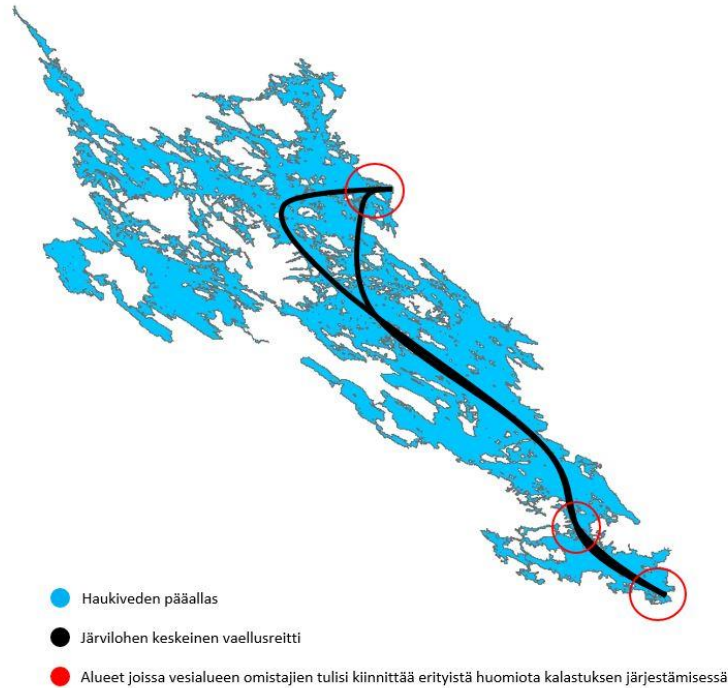 Haukiveden pääallas
Järvilohen keskeinen vaellusreitti
Alueet joissa vesialueen omistajien tulisi kiinnittää erityistä huomiota kalastuksen järjestämisessä